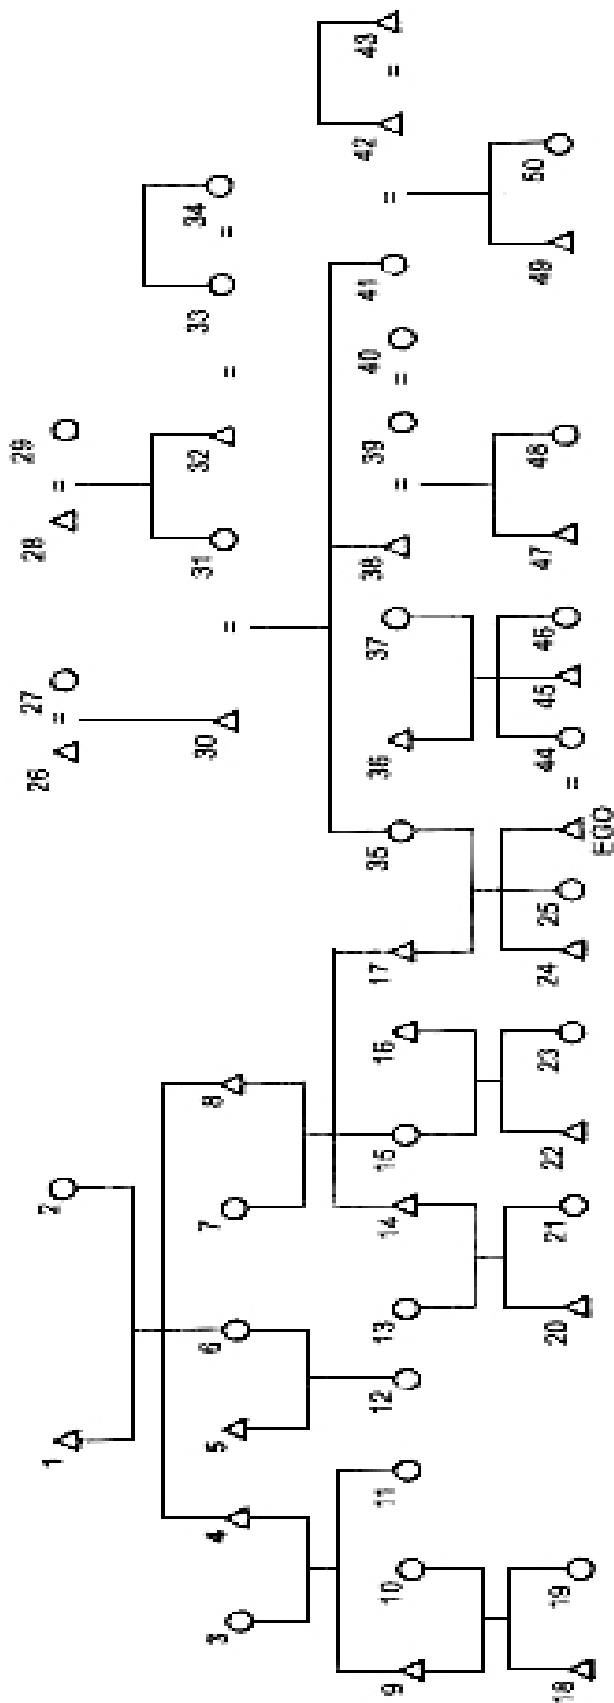 1 2 26 = 27 28 = 29
3 4 5 6 7 8 30 = 31 32 = 33 = 34
9 10 11 12 13 14 15 16 17 35 36 37 38 = 39 = 40 41 = 42 = 43
18 19 20 21 22 23 24 25 EGO = 44 45 46 47 48 49 50